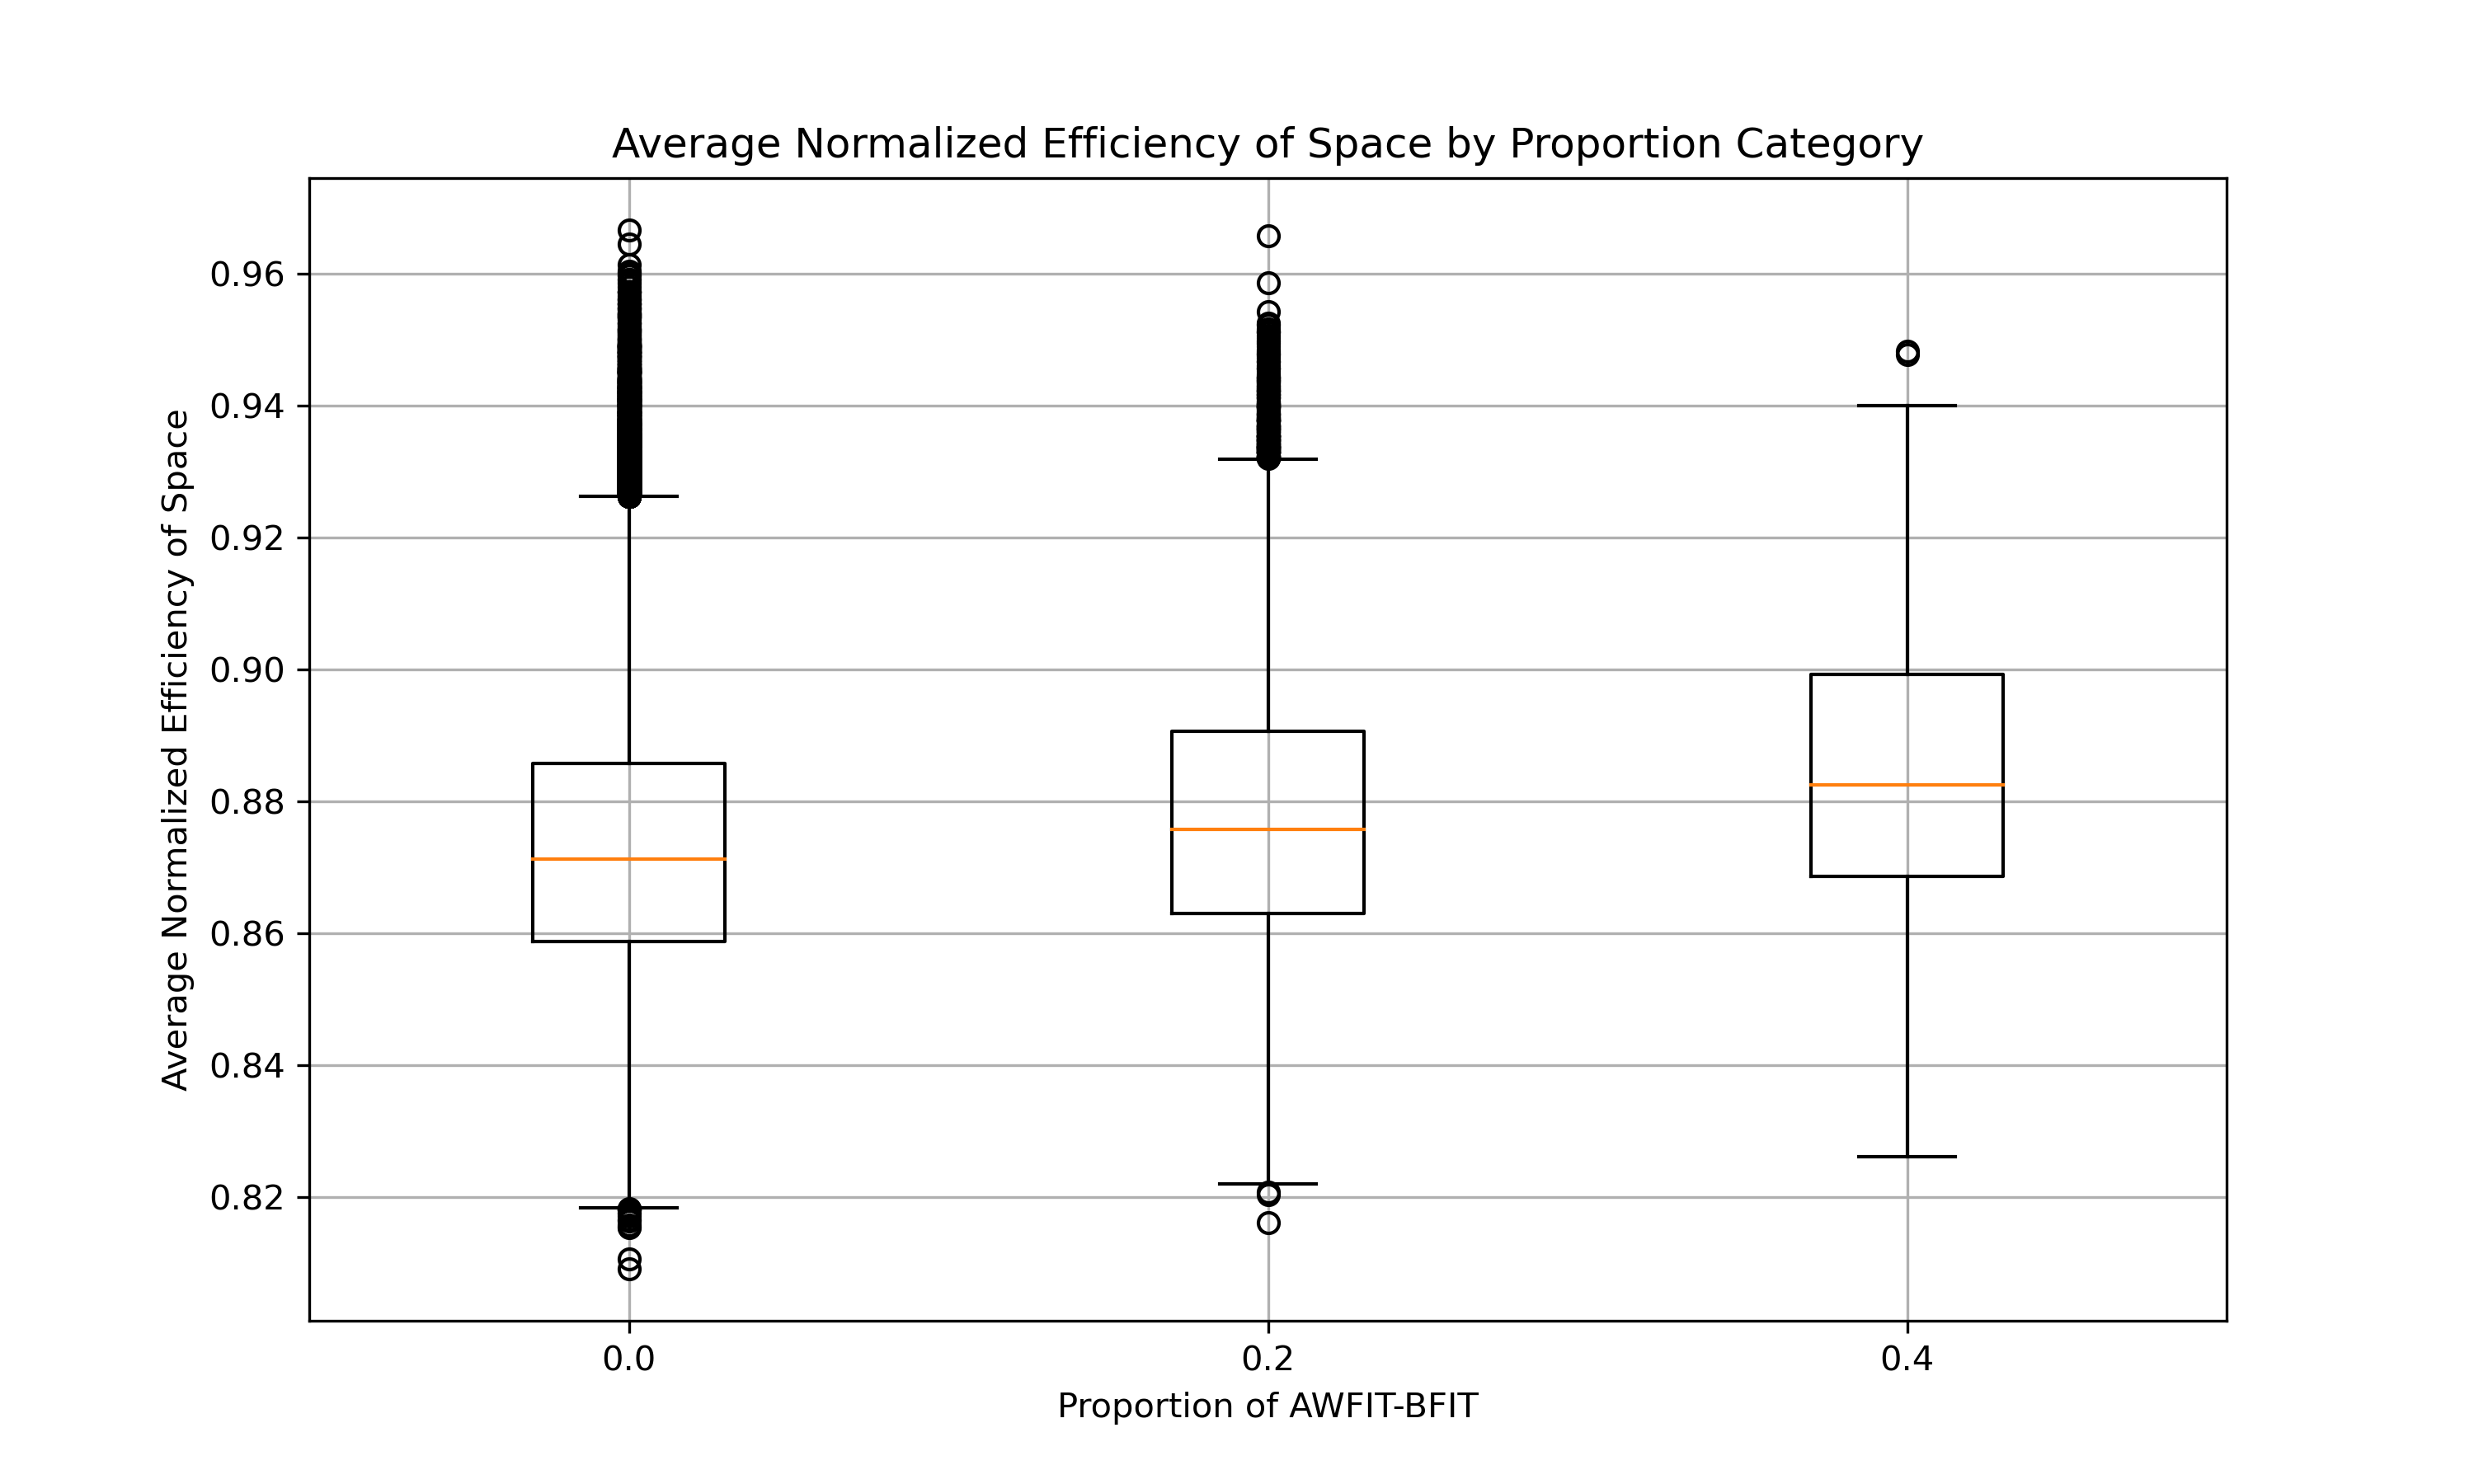 Average Normalized Efficiency of Space by Proportion Category
Average Normalized Efficiency of Space
0.96
0.94
0.92
0.90
0.88
0.86
0.84
0.82
0.0 0.2 0.4
Proportion of AWFIT-BFIT